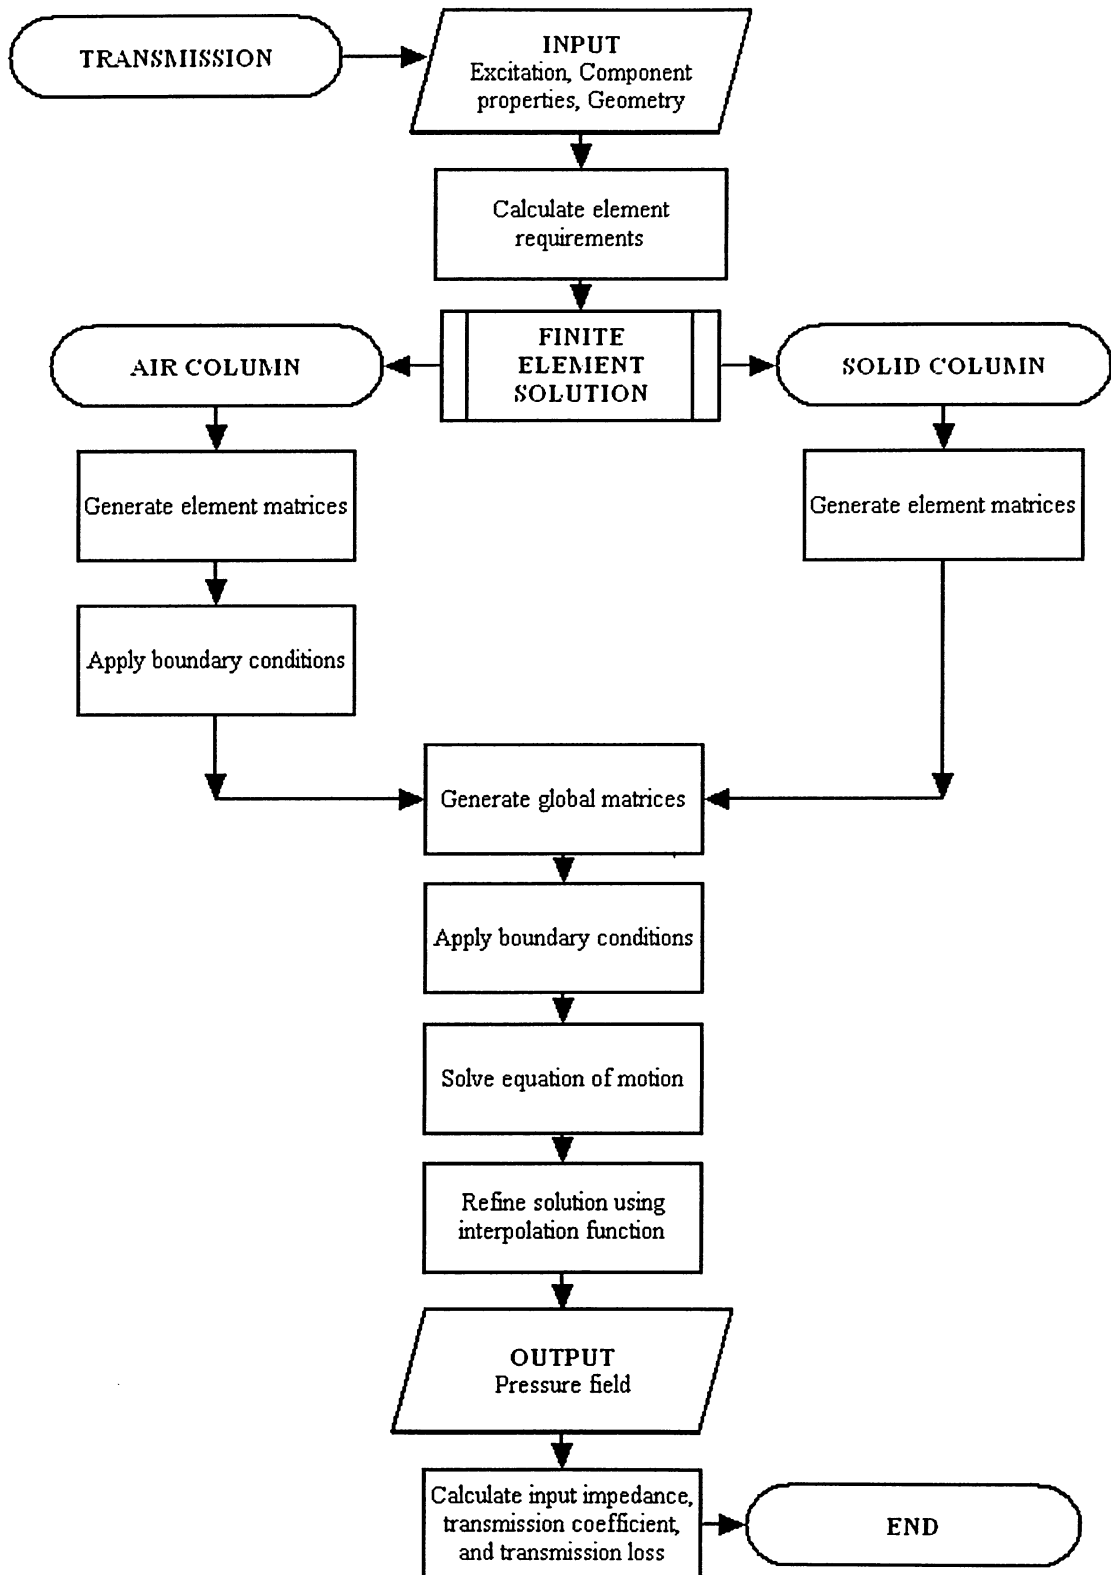 TRANSMISSION
INPUT
Excitation, Component
properties, Geometry
Calculate element
requirements
FINITE
ELEMENT
SOLUTION
AIR COLUMN
SOLID COLUMN
Generate element matrices
Generate element matrices
Apply boundary conditions
Generate global matrices
Apply boundary conditions
Solve equation of motion
Refine solution using
interpolation function
OUTPUT
Pressure field
Calculate input impedance,
transmission coefficient,
and transmission loss
END